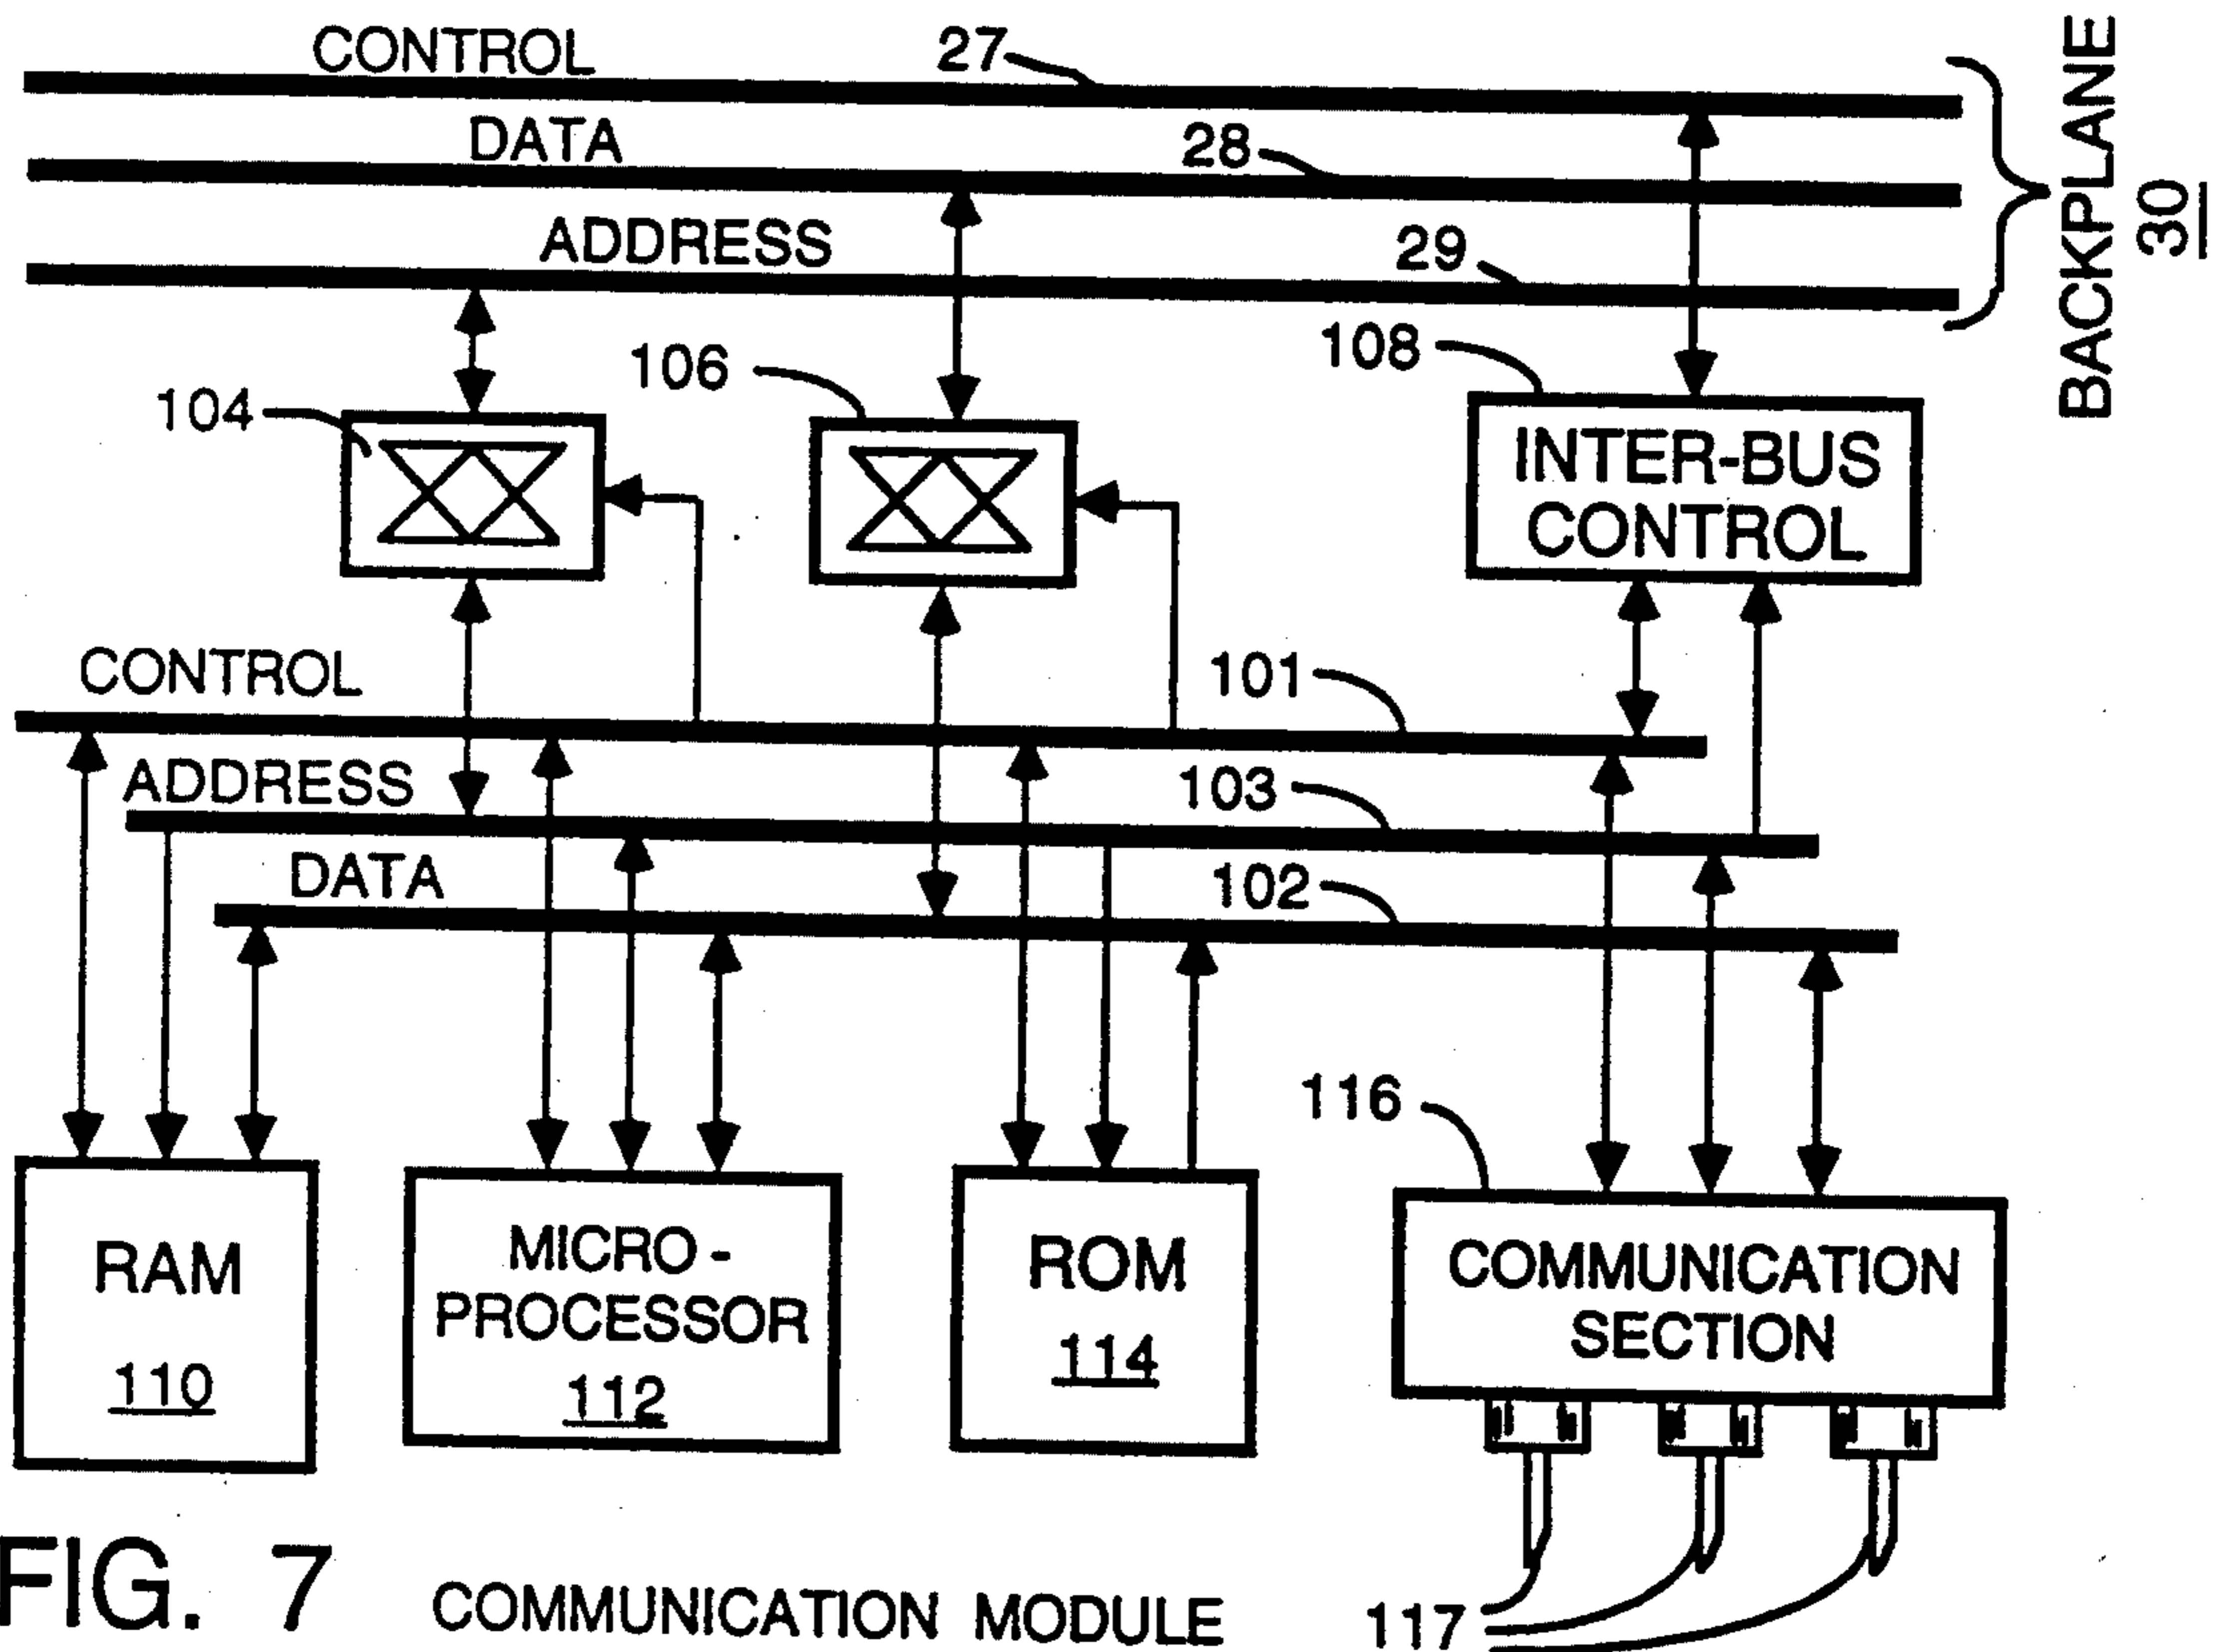 CONTROL
27
DATA
28
ADDRESS
29
BACKPLANE
30
104
106
108
INTER-BUS
CONTROL
CONTROL
101
ADDRESS
103
DATA
102
116
RAM
110
MICRO-
PROCESSOR
112
ROM
114
COMMUNICATION
SECTION
117
FIG. 7
COMMUNICATION MODULE